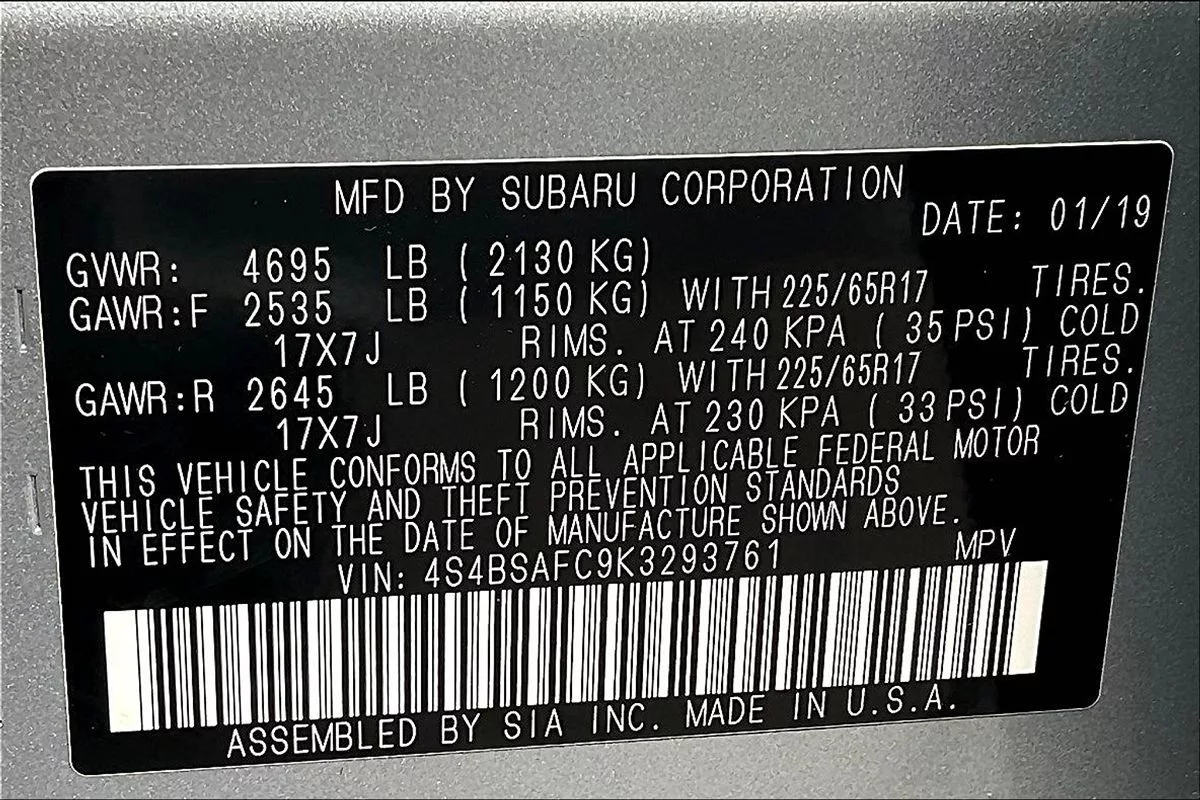 MFD BY SUBARU CORPORATION
DATE: 01/19
GVWR: 4695 LB ( 2130 KG)
GAWR:F 2535 LB ( 1150 KG) WITH 225/65R17 TIRES.
17X7J RIMS. AT 240 KPA ( 35 PSI) COLD
GAWR:R 2645 LB ( 1200 KG) WITH 225/65R17 TIRES.
17X7J RIMS. AT 230 KPA ( 33 PSI) COLD
THIS VEHICLE CONFORMS TO ALL APPLICABLE FEDERAL MOTOR
VEHICLE SAFETY AND THEFT PREVENTION STANDARDS
IN EFFECT ON THE DATE OF MANUFACTURE SHOWN ABOVE.
VIN: 4S4BSAFC9K3293761 MPV
ASSEMBLED BY SIA INC. MADE IN U.S.A.